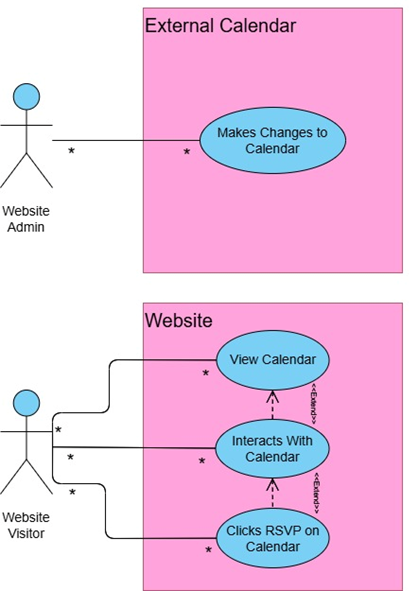 External Calendar
Makes Changes to
Calendar
*
*
Website
Admin
Website
View Calendar
*
*
<<Extend>>
Interacts With
Calendar
*
*
<<Extend>>
*
Clicks RSVP on
Calendar
*
Website
Visitor